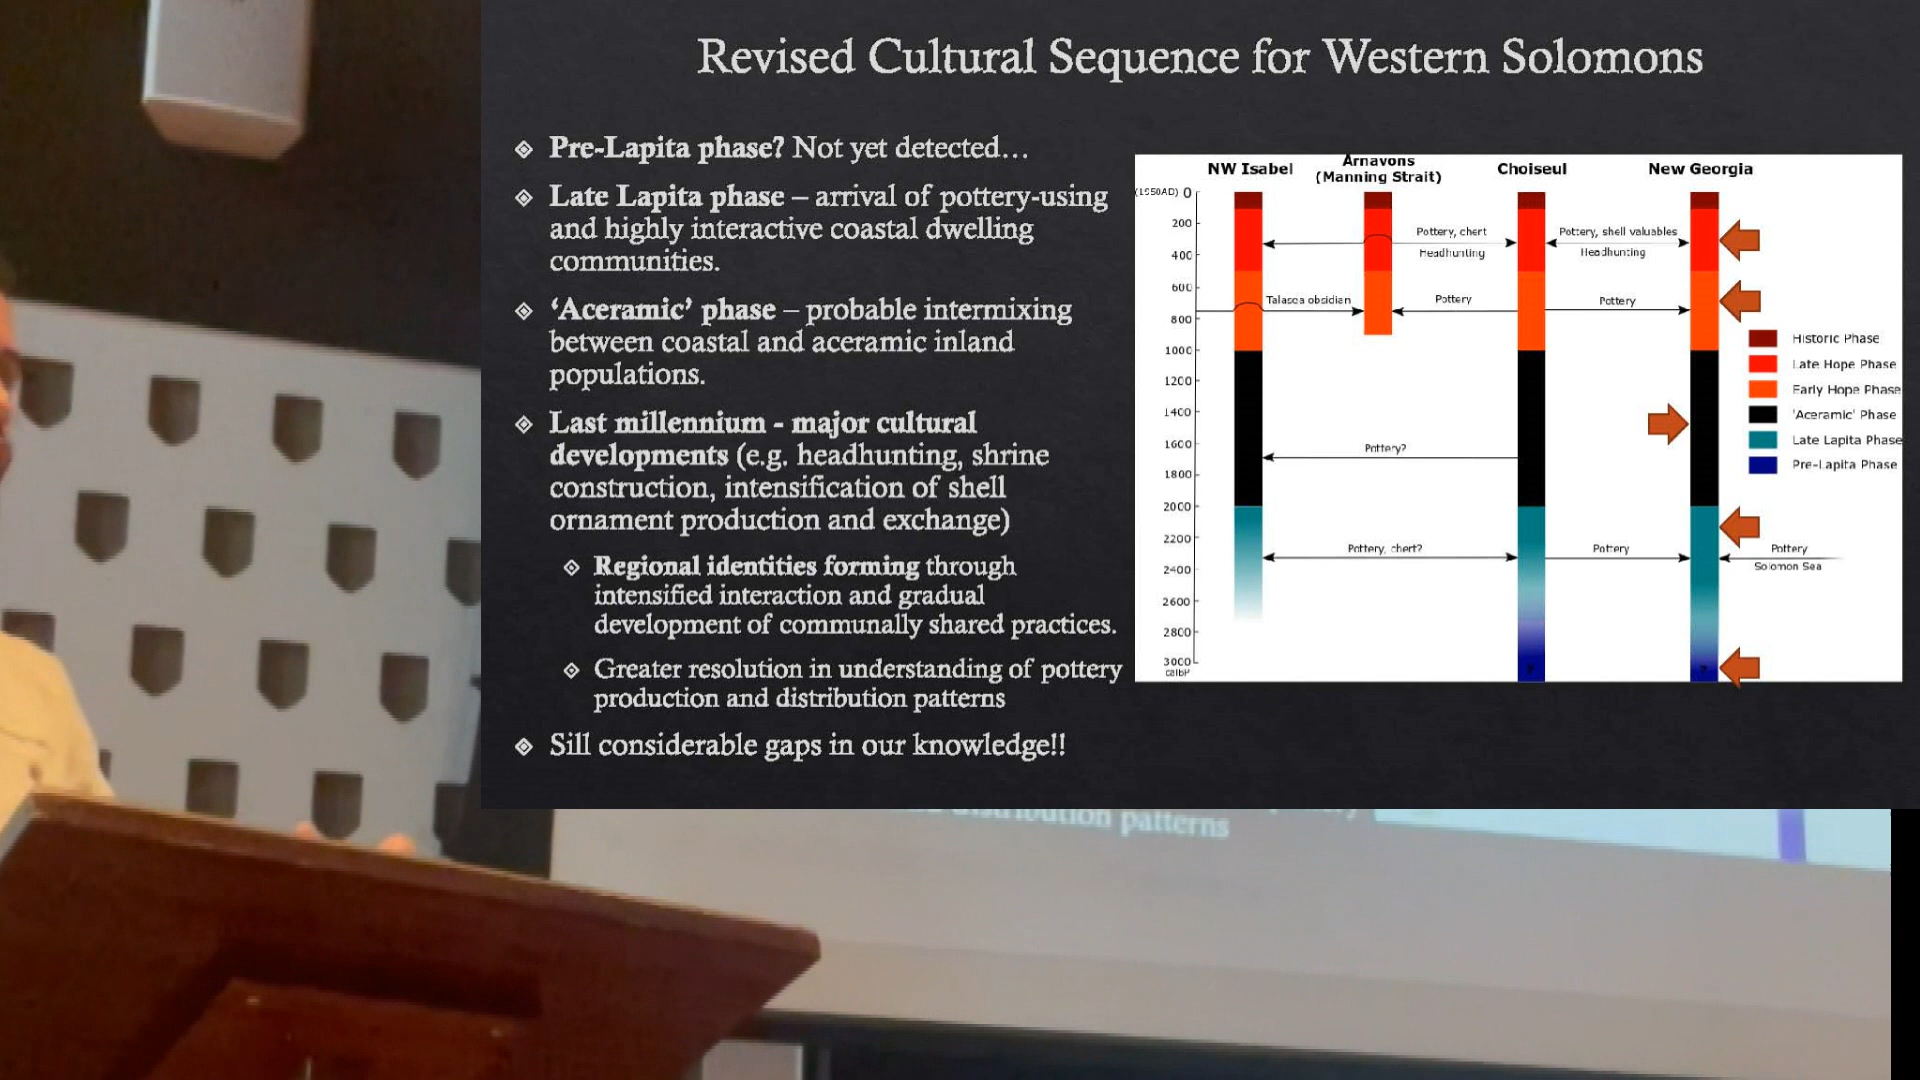 Revised Cultural Sequence for Western Solomons
Pre-Lapita phase? Not yet detected…
Late Lapita phase – arrival of pottery-using
and highly interactive coastal dwelling
communities.
‘Aceramic’ phase – probable intermixing
between coastal and aceramic inland
populations.
Last millennium - major cultural
developments (e.g. headhunting, shrine
construction, intensification of shell
ornament production and exchange)
Regional identities forming through
intensified interaction and gradual
development of communally shared practices.
Greater resolution in understanding of pottery
production and distribution patterns
Sill considerable gaps in our knowledge!!
NW Isabel
Arnavons
(Manning Strait)
Choiseul
New Georgia
(1950AD) 0
200
400
600
800
1000
1200
1400
1600
1800
2000
2200
2400
2600
2800
3000
calBP
Pottery, chert
Headhunting
Pottery, shell valuables
Headhunting
Talasea obsidian
Pottery
Pottery
Pottery?
Pottery, chert?
Pottery
Pottery
Solomon Sea
?
?
Historic Phase
Late Hope Phase
Early Hope Phase
'Aceramic' Phase
Late Lapita Phase
Pre-Lapita Phase
distribution patterns